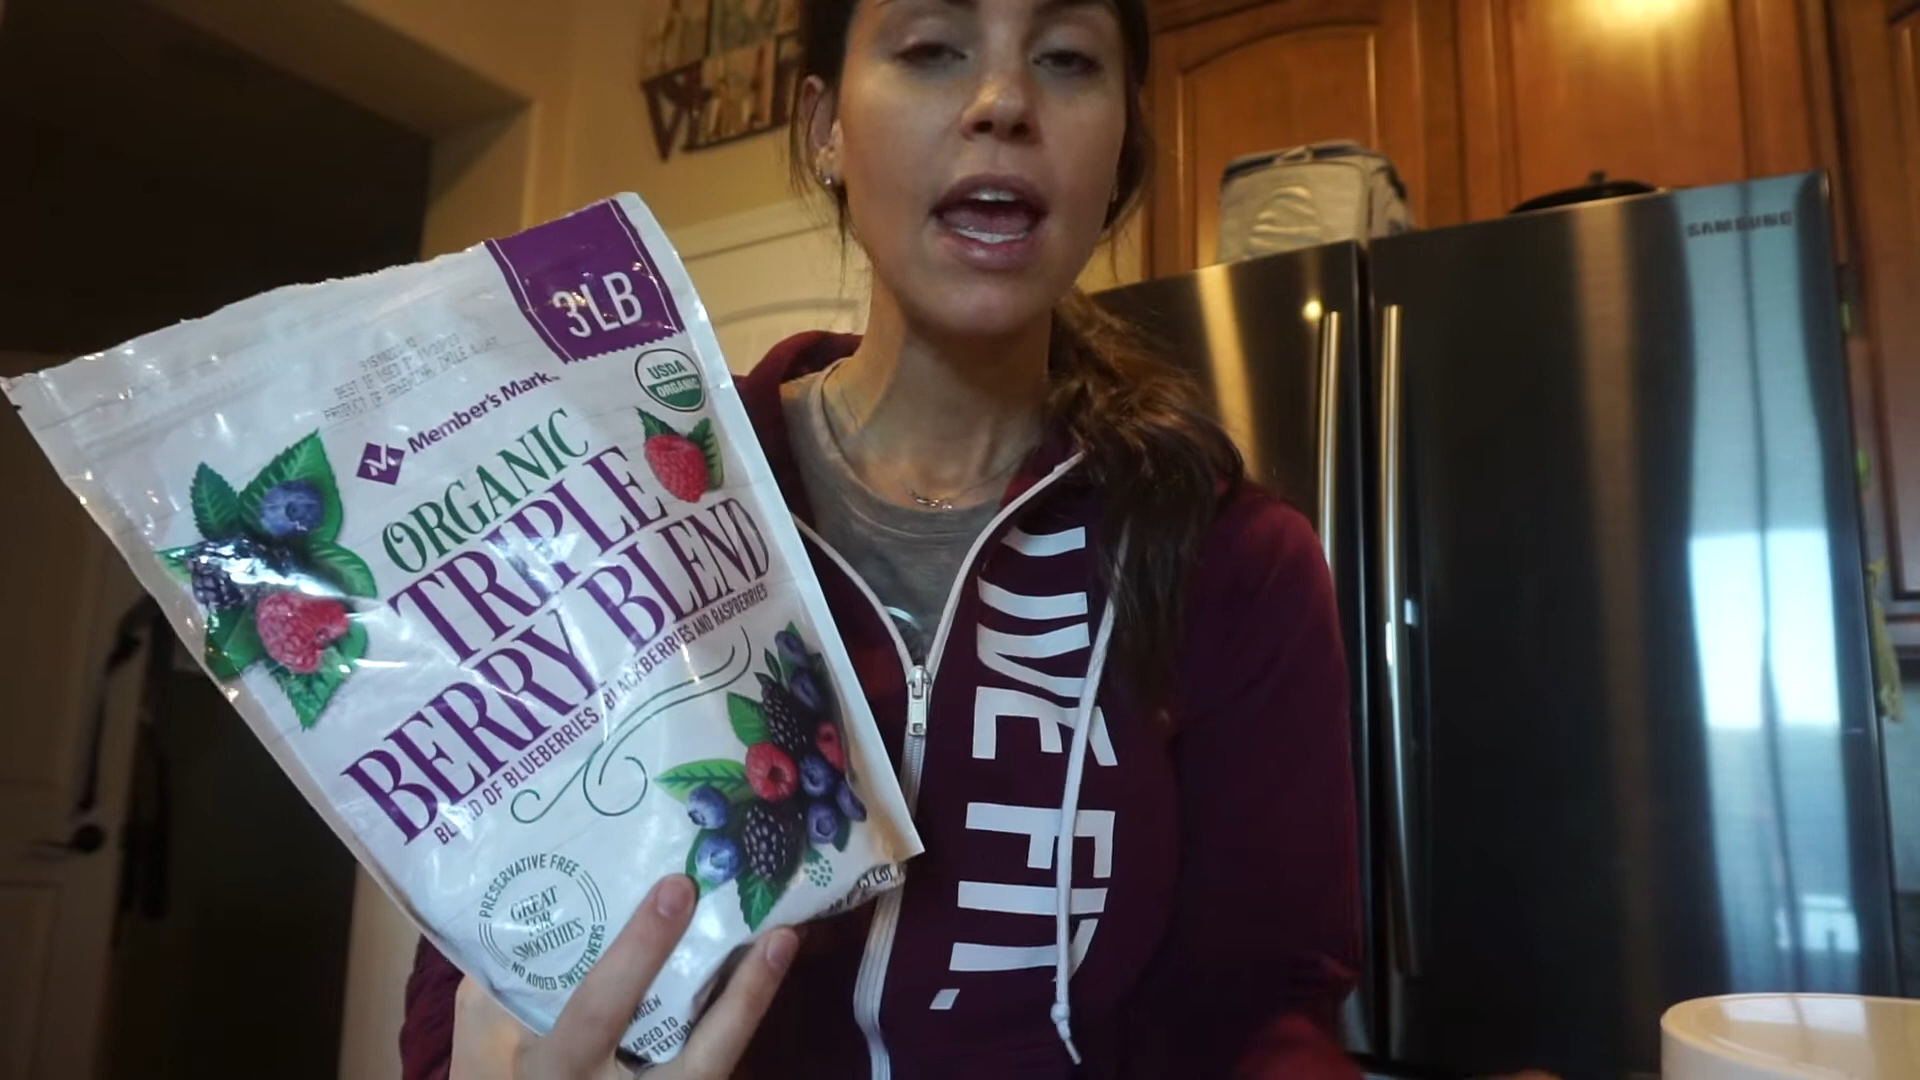 3LB
USDA
ORGANIC
Member's Mark
ORGANIC
TRIPLE
BERRY BLEND
BLEND OF BLUEBERRIES, BLACKBERRIES AND RASPBERRIES
PRESERVATIVE FREE
GREAT
FOR
SMOOTHIES
NO ADDED SWEETENERS
SAMSUNG
FIT.